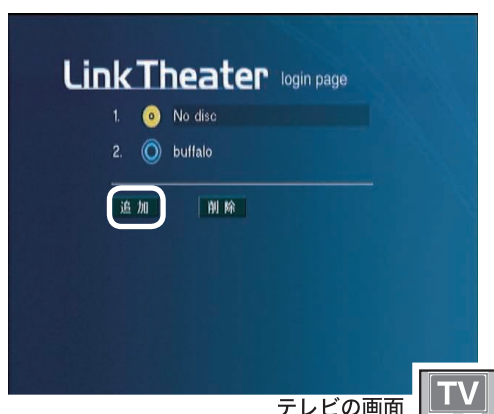 LinkTheater login page
1. No disc
2. buffalo
追加 削除
テレビの画面 TV